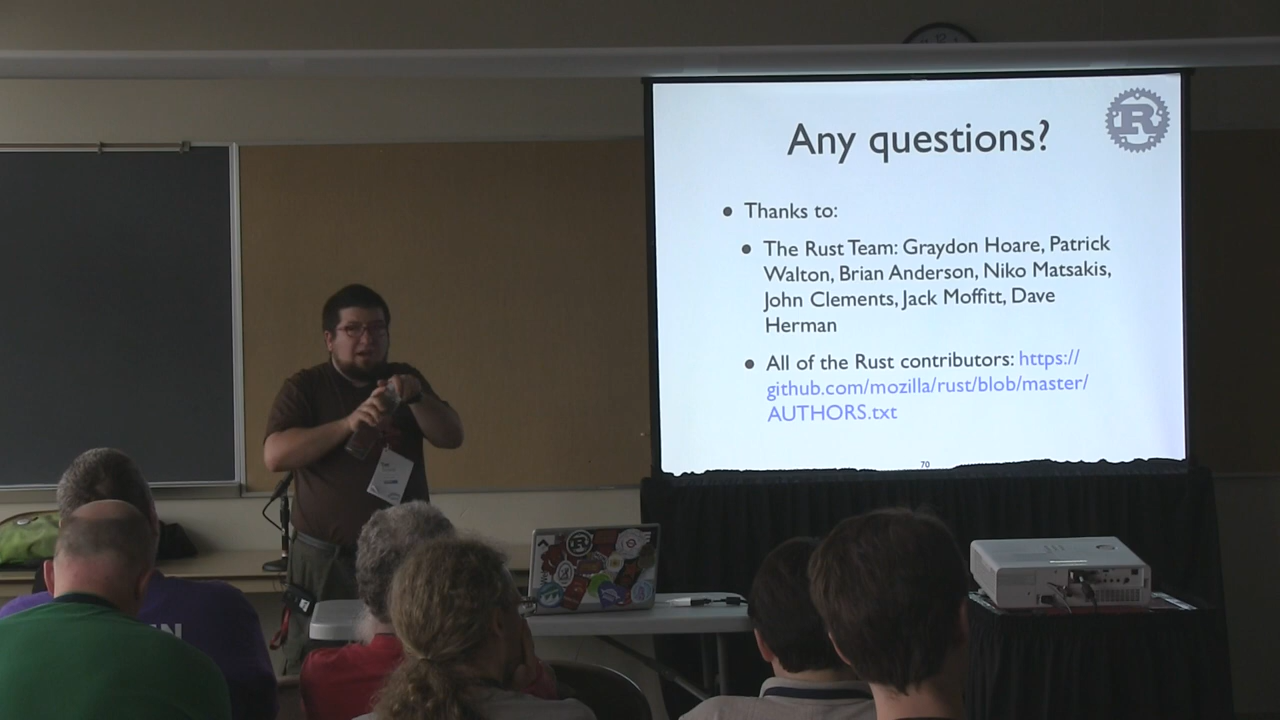 Any questions?
R
• Thanks to:
• The Rust Team: Graydon Hoare, Patrick
Walton, Brian Anderson, Niko Matsakis,
John Clements, Jack Moffitt, Dave
Herman
• All of the Rust contributors: https://
github.com/mozilla/rust/blob/master/
AUTHORS.txt
70
R